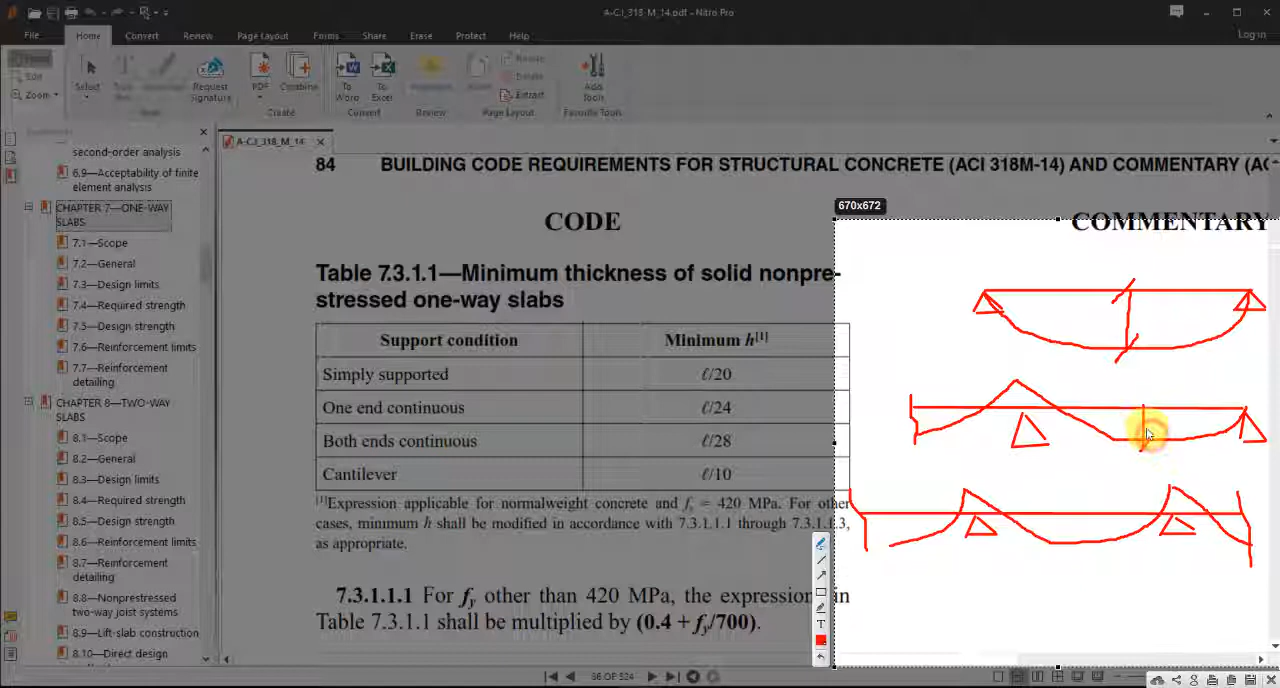 A-CJ_318_M_14.pdf - Nitro Pro
File
Home
Convert
Review
Page Layout
Forms
Share
Erase
Protect
Help
Log In
Edit
Zoom
Select
Request Signature
PDF
Combine
Create
To Word
To Excel
Convert
Review
Extract
Page Layout
Add Tools
Favorite Tools
A-CJ_318_M_14
second-order analysis
6.9—Acceptability of finite
element analysis
CHAPTER 7—ONE-WAY
SLABS
7.1—Scope
7.2—General
7.3—Design limits
7.4—Required strength
7.5—Design strength
7.6—Reinforcement limits
7.7—Reinforcement
detailing
CHAPTER 8—TWO-WAY
SLABS
8.1—Scope
8.2—General
8.3—Design limits
8.4—Required strength
8.5—Design strength
8.6—Reinforcement limits
8.7—Reinforcement
detailing
8.8—Nonprestressed
two-way joist systems
8.9—Lift-slab construction
8.10—Direct design
84 BUILDING CODE REQUIREMENTS FOR STRUCTURAL CONCRETE (ACI 318M-14) AND COMMENTARY (AC
CODE
670x672
COMMENTARY
Table 7.3.1.1—Minimum thickness of solid nonpre-
stressed one-way slabs
Support condition Minimum h[1]
Simply supported ℓ/20
One end continuous ℓ/24
Both ends continuous ℓ/28
Cantilever ℓ/10
[1]Expression applicable for normalweight concrete and fy = 420 MPa. For other
cases, minimum h shall be modified in accordance with 7.3.1.1.1 through 7.3.1.1.3,
as appropriate.
7.3.1.1.1 For fy other than 420 MPa, the expression in
Table 7.3.1.1 shall be multiplied by (0.4 + fy/700).
86 OF 524